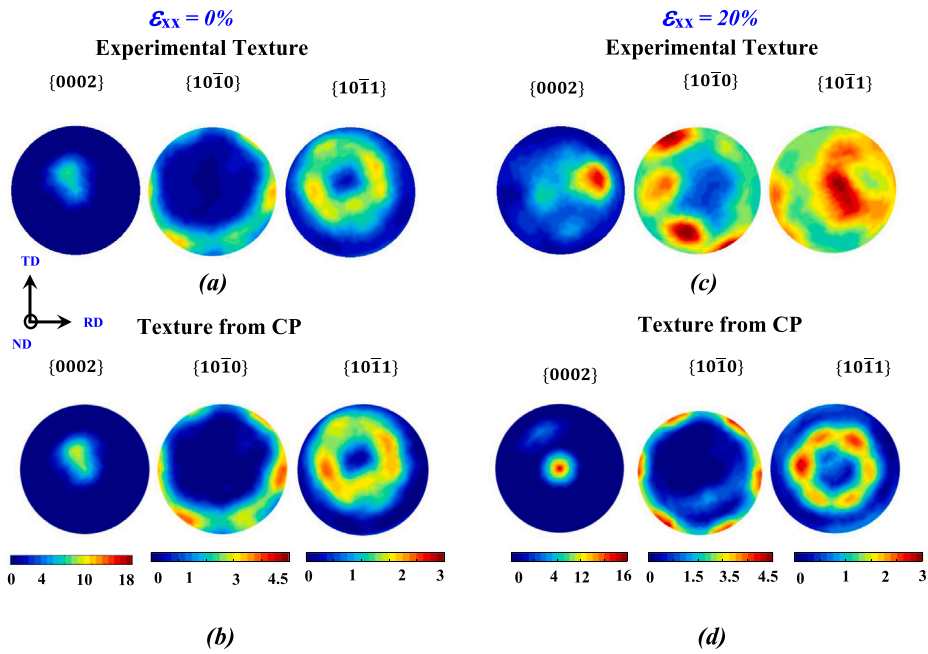 ε_XX = 0%
Experimental Texture
{0002} {101̄0} {101̄1}
(a)
ε_XX = 20%
Experimental Texture
{0002} {101̄0} {101̄1}
(c)
TD
RD
ND
Texture from CP
{0002} {101̄0} {101̄1}
0 4 10 18 0 1 3 4.5 0 1 2 3
(b)
Texture from CP
{0002} {101̄0} {101̄1}
0 4 12 16 0 1.5 3.5 4.5 0 1 2 3
(d)